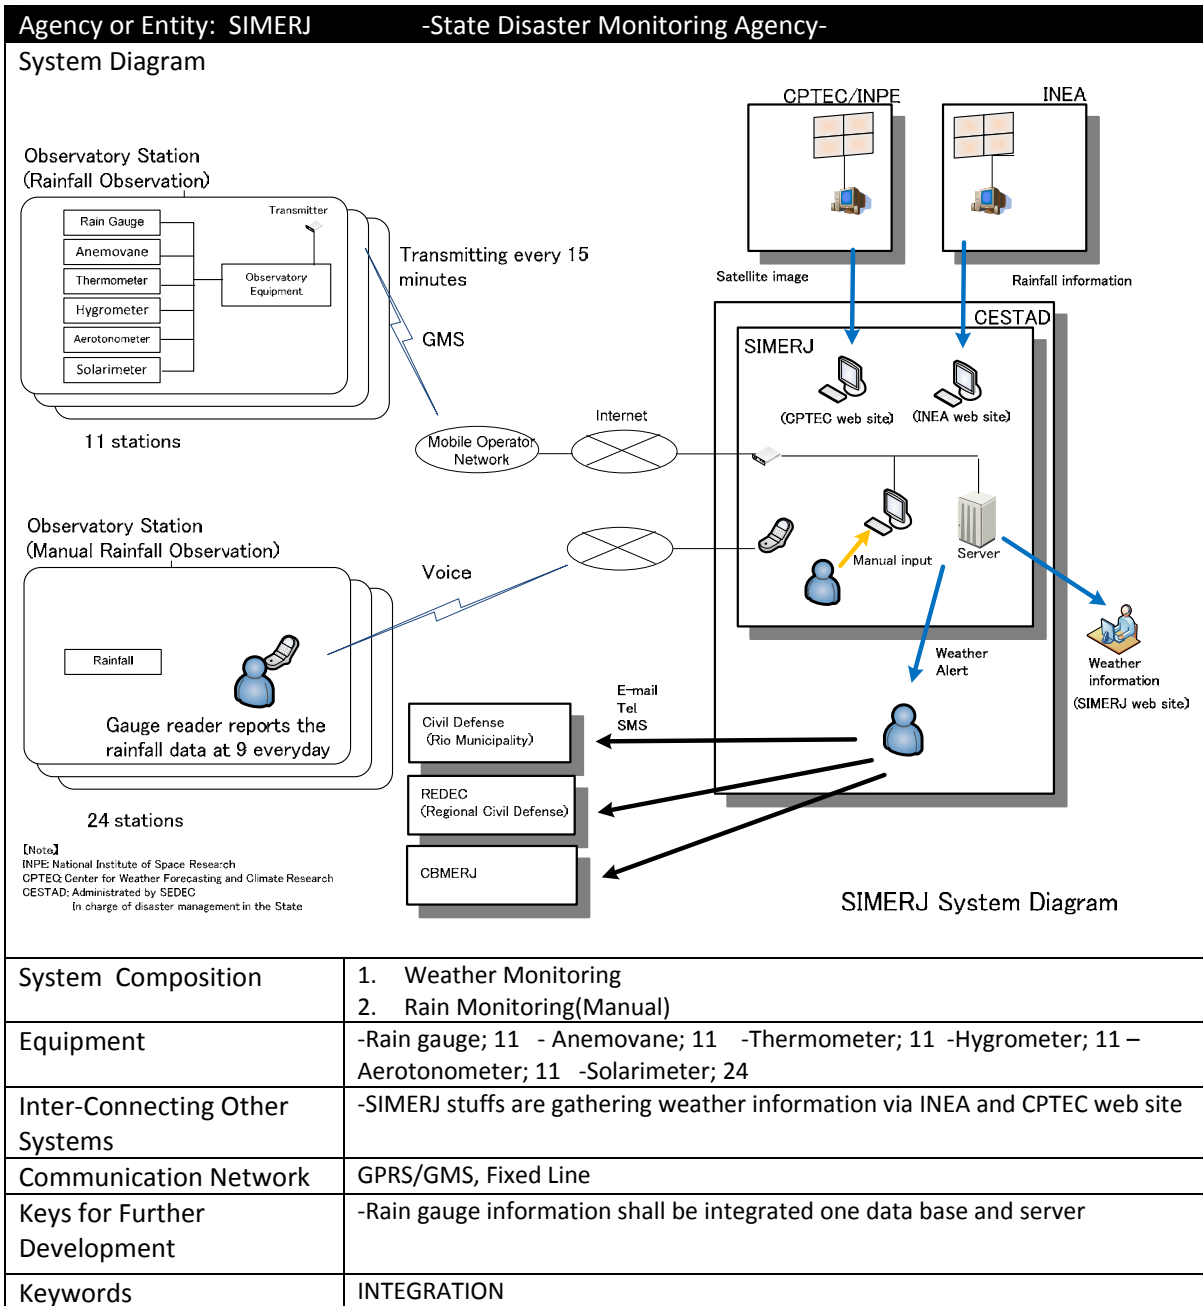 Agency or Entity: SIMERJ -State Disaster Monitoring Agency-
System Diagram
CPTEC/INPE
INEA
Observatory Station
(Rainfall Observation)
Rain Gauge
Anemovane
Thermometer
Hygrometer
Aerotonometer
Solarimeter
Transmitter
Observatory
Equipment
11 stations
Transmitting every 15
minutes
GMS
Mobile Operator
Network
Internet
Satellite image
Rainfall information
CESTAD
SIMERJ
(CPTEC web site)
(INEA web site)
Manual input
Server
Observatory Station
(Manual Rainfall Observation)
Voice
Rainfall
Gauge reader reports the
rainfall data at 9 everyday
24 stations
Weather
Alert
Weather
information
(SIMERJ web site)
E-mail
Tel
SMS
Civil Defense
(Rio Municipality)
REDEC
(Regional Civil Defense)
CBMERJ
【Note】
INPE: National Institute of Space Research
CPTEC: Center for Weather Forecasting and Climate Research
CESTAD: Administrated by SEDEC
In charge of disaster management in the State
SIMERJ System Diagram
System Composition
1. Weather Monitoring
2. Rain Monitoring(Manual)
Equipment
-Rain gauge; 11 - Anemovane; 11 -Thermometer; 11 -Hygrometer; 11 –
Aerotonometer; 11 -Solarimeter; 24
Inter-Connecting Other
Systems
-SIMERJ stuffs are gathering weather information via INEA and CPTEC web site
Communication Network
GPRS/GMS, Fixed Line
Keys for Further
Development
-Rain gauge information shall be integrated one data base and server
Keywords
INTEGRATION